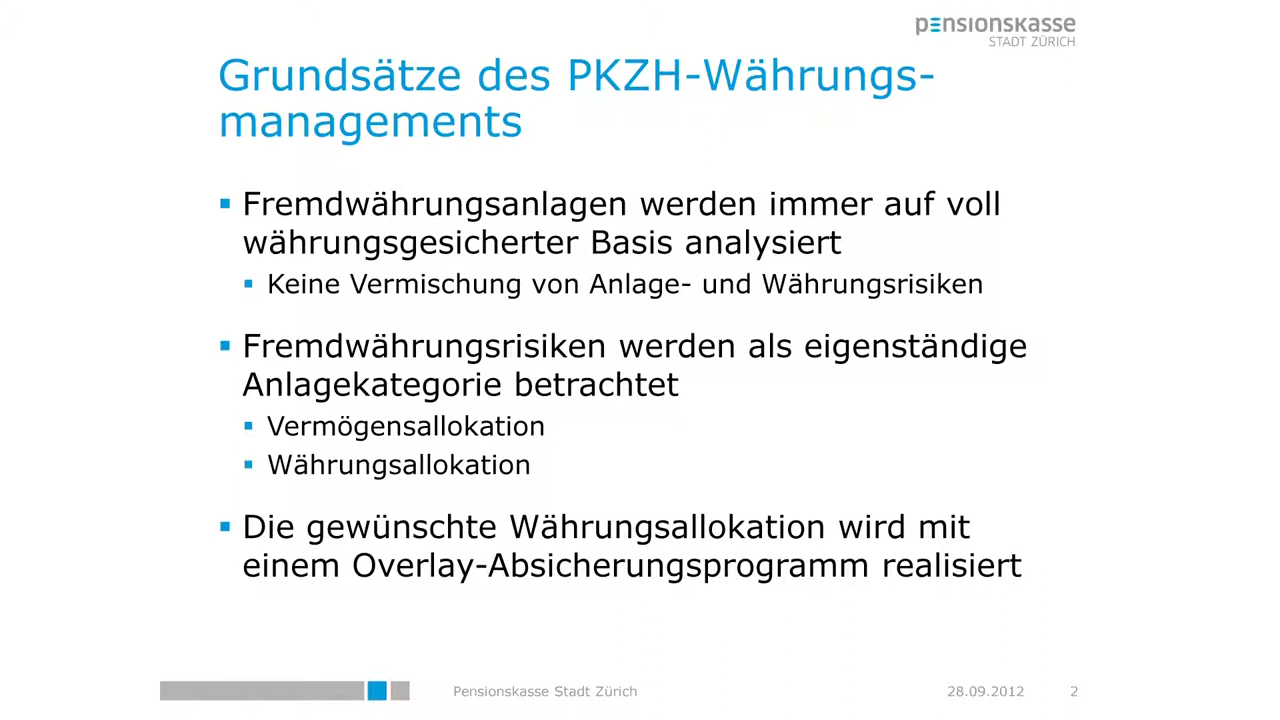 pensionskasse
STADT ZÜRICH
Grundsätze des PKZH-Währungs-
managements
▪ Fremdwährungsanlagen werden immer auf voll
währungsgesicherter Basis analysiert
▪ Keine Vermischung von Anlage- und Währungsrisiken
▪ Fremdwährungsrisiken werden als eigenständige
Anlagekategorie betrachtet
▪ Vermögensallokation
▪ Währungsallokation
▪ Die gewünschte Währungsallokation wird mit
einem Overlay-Absicherungsprogramm realisiert
Pensionskasse Stadt Zürich 28.09.2012 2